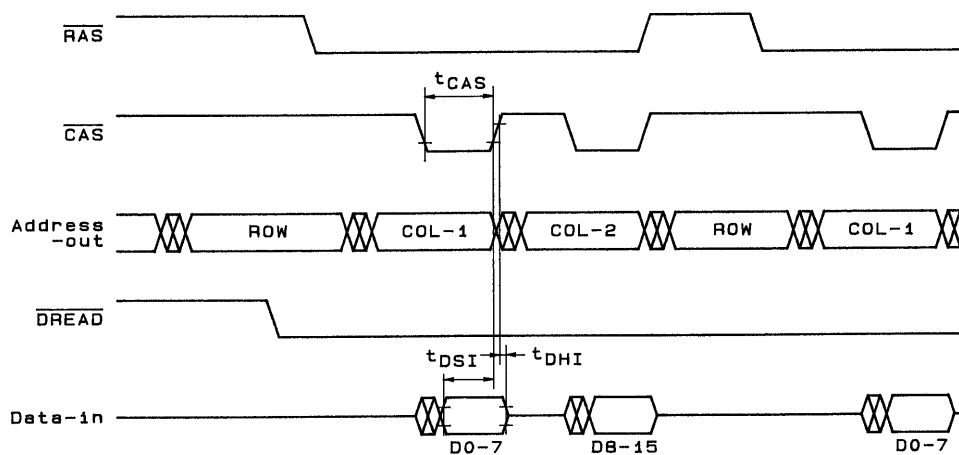 RAS
tCAS
CAS
Address
-out
ROW
COL-1
COL-2
ROW
COL-1
DREAD
tDSI
tDHI
Data-in
D0-7
D8-15
D0-7